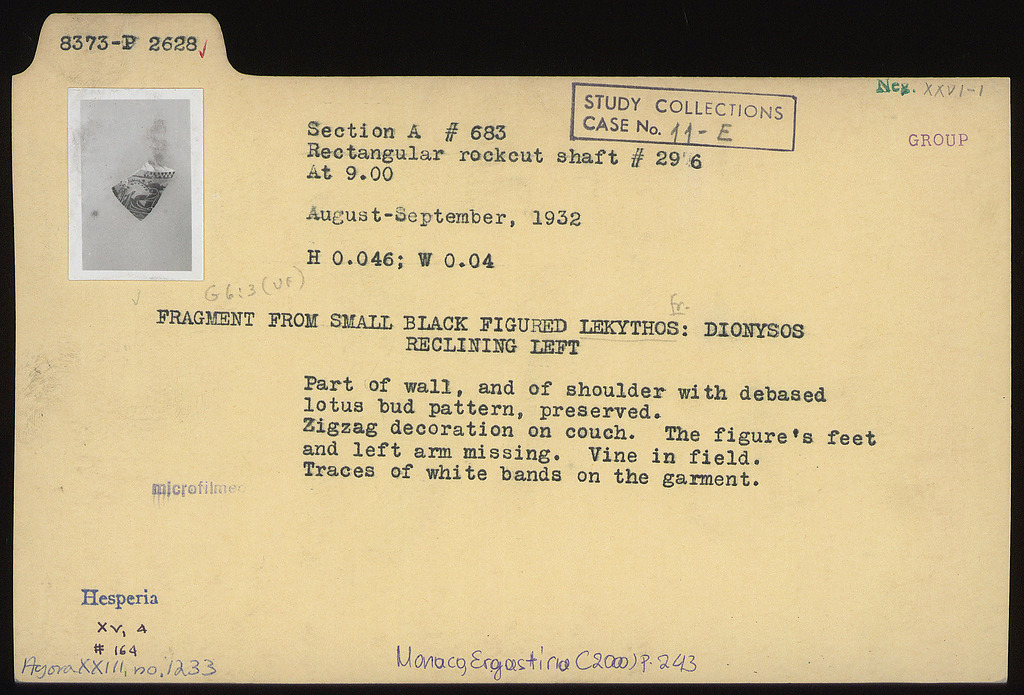 8373-P 2628
Neg. XXVI-1
STUDY COLLECTIONS
CASE No. 11-E
GROUP
Section A # 683
Rectangular rockcut shaft # 29'6
At 9.00
August-September, 1932
H 0.046; W 0.04
G 6:3 (UF)
fr.
FRAGMENT FROM SMALL BLACK FIGURED LEKYTHOS: DIONYSOS
RECLINING LEFT
Part of wall, and of shoulder with debased
lotus bud pattern, preserved.
Zigzag decoration on couch. The figure's feet
and left arm missing. Vine in field.
Traces of white bands on the garment.
microfilmed
Hesperia
XV, 4
# 164
Agora XXIII, no. 1233
Monaco, Ergasteria (2000) p. 243